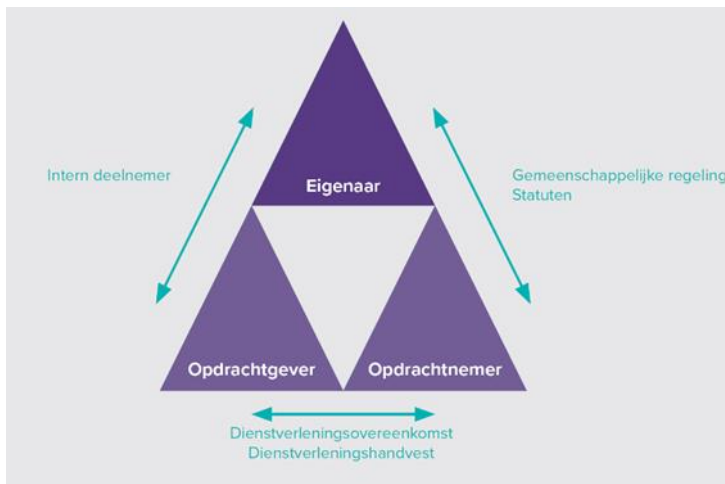 Eigenaar
Intern deelnemer
Gemeenschappelijke regeling
Statuten
Opdrachtgever
Opdrachtnemer
Dienstverleningsovereenkomst
Dienstverleningshandvest